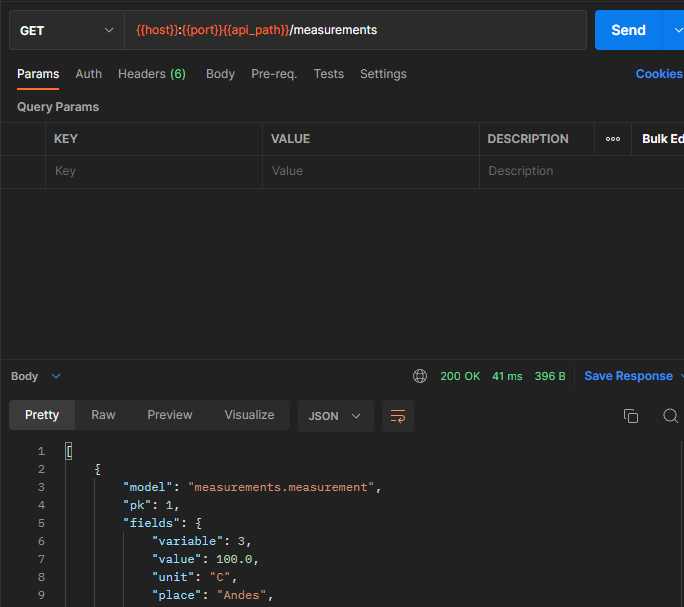 GET {{host}}:{{port}}{{api_path}}/measurements Send
Params Auth Headers (6) Body Pre-req. Tests Settings Cookies
Query Params
KEY VALUE DESCRIPTION ooo Bulk Ed
Key Value Description
Body 200 OK 41 ms 396 B Save Response
Pretty Raw Preview Visualize JSON
1 [
2 {
3 "model": "measurements.measurement",
4 "pk": 1,
5 "fields": {
6 "variable": 3,
7 "value": 100.0,
8 "unit": "C",
9 "place": "Andes",